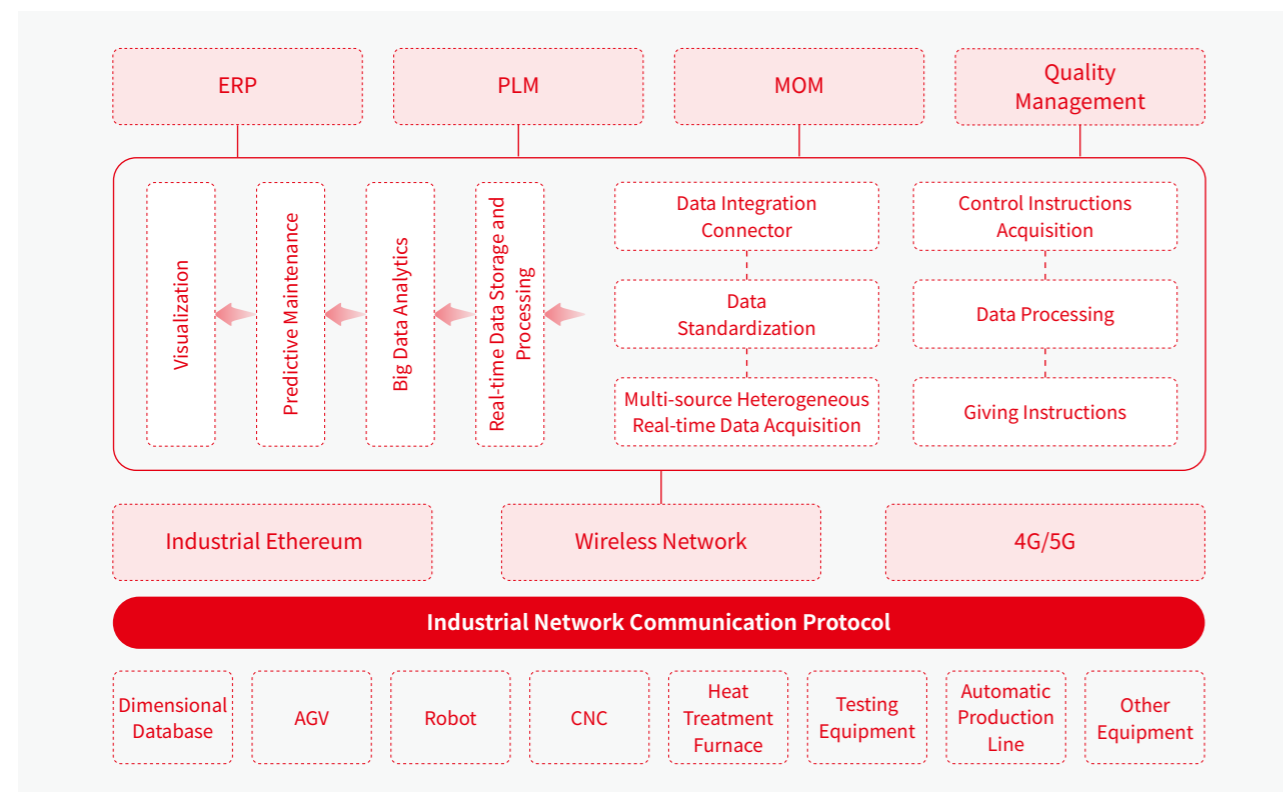 ERP
PLM
MOM
Quality
Management
Visualization
Predictive Maintenance
Big Data Analytics
Real-time Data Storage and
Processing
Data Integration
Connector
Data
Standardization
Multi-source Heterogeneous
Real-time Data Acquisition
Control Instructions
Acquisition
Data Processing
Giving Instructions
Industrial Ethereum
Wireless Network
4G/5G
Industrial Network Communication Protocol
Dimensional
Database
AGV
Robot
CNC
Heat
Treatment
Furnace
Testing
Equipment
Automatic
Production
Line
Other
Equipment